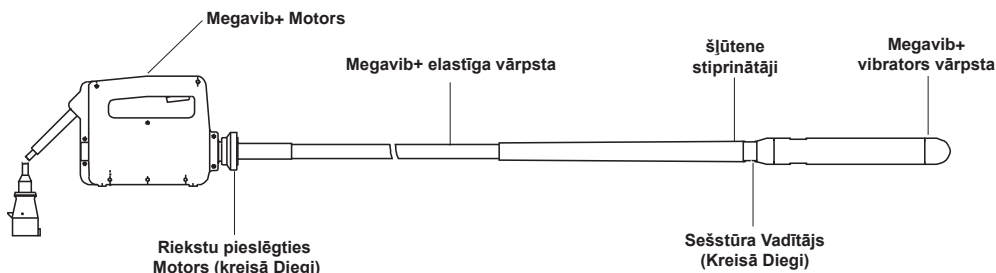 Megavib+ Motors
Megavib+ elastīga vārpsta
šļūtene
stiprinātāji
Megavib+
vibrators vārpsta
Riekstu pieslēgties
Motors (kreisā Diegi)
Sešstūra Vadītājs
(Kreisā Diegi)